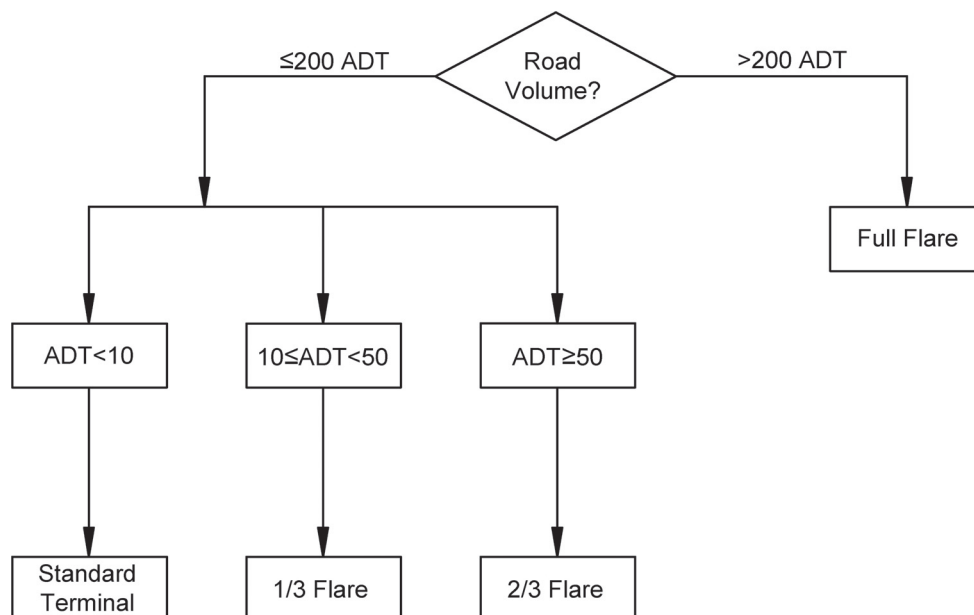 ≤200 ADT
Road
Volume?
>200 ADT
Full Flare
ADT<10
10≤ADT<50
ADT≥50
Standard
Terminal
1/3 Flare
2/3 Flare